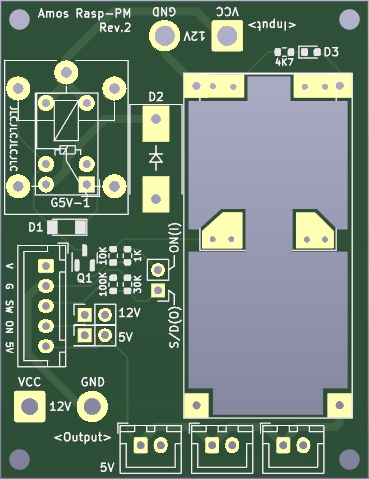 Amos Rasp-PM
Rev.2
GND
VCC
12V
<Input>
D3
4K7
D2
JLCJLCJLCJLC
G5V-1
D1
ON(I)
10K
1K
Q1
100K
30K
V G SW ON 5V
12V
5V
S/D(O)
VCC
GND
12V
<Output>
5V